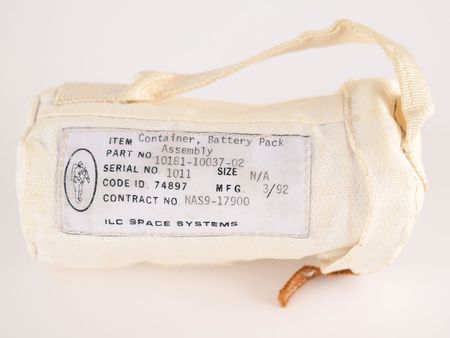 ITEM Container, Battery Pack
Assembly
PART NO. 10181-10037-02
SERIAL NO. 1011 SIZE N/A
CODE ID. 74897 MFG. 3/92
CONTRACT NO. NAS9-17900
ILC SPACE SYSTEMS